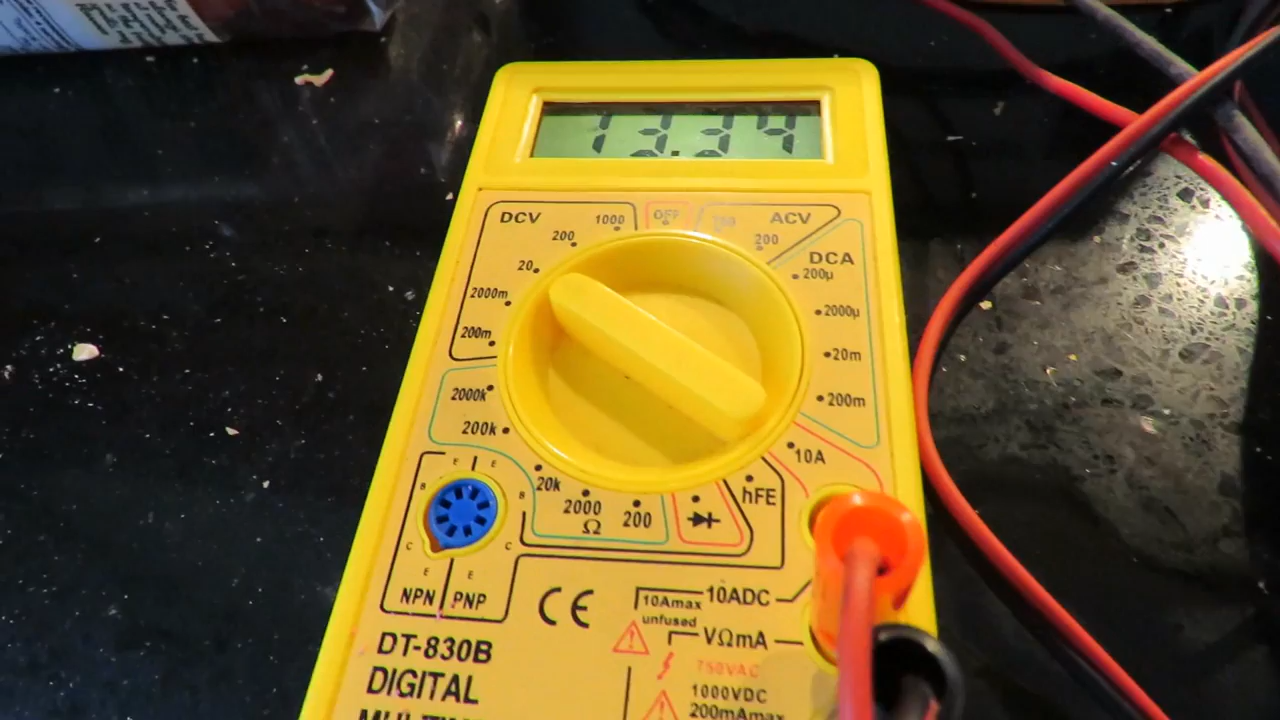 13.34
DCV
1000
OFF
750
ACV
200
200
DCA
20
200µ
2000m
2000µ
200m
20m
2000k
200m
200k
10A
20k
hFE
2000
200
Ω
E
E
B
B
C
C
E
E
NPN
PNP
CE
10Amax
10ADC
unfused
VΩmA
DT-830B
750VAC
DIGITAL
1000VDC
200mAmax